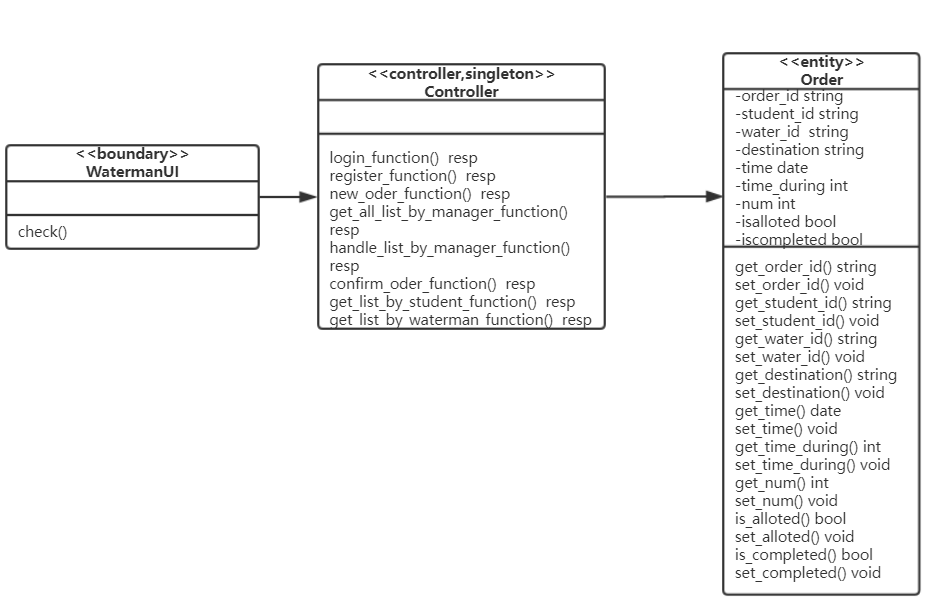 <<boundary>>
WatermanUI
check()
<<controller,singleton>>
Controller
login_function()  resp
register_function()  resp
new_oder_function()  resp
get_all_list_by_manager_function()
resp
handle_list_by_manager_function()
resp
confirm_oder_function()  resp
get_list_by_student_function()  resp
get_list_by_waterman_function()  resp
<<entity>>
Order
-order_id string
-student_id string
-water_id  string
-destination string
-time date
-time_during int
-num int
-isalloted bool
-iscompleted bool
get_order_id() string
set_order_id() void
get_student_id() string
set_student_id() void
get_water_id() string
set_water_id() void
get_destination() string
set_destination() void
get_time() date
set_time() void
get_time_during() int
set_time_during() void
get_num() int
set_num() void
is_alloted() bool
set_alloted() void
is_completed() bool
set_completed() void